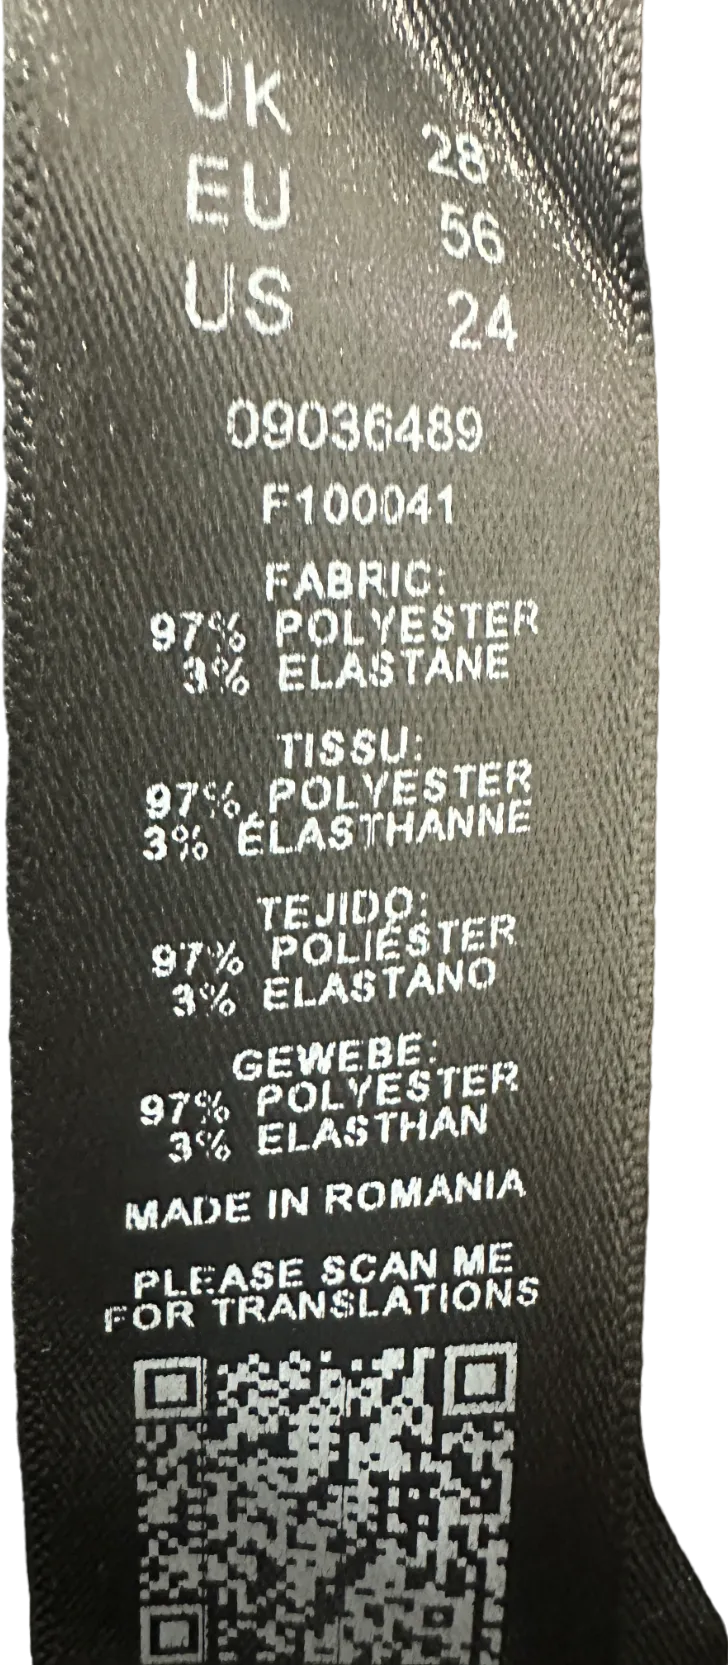 UK 28
EU 56
US 24
09036489
F100041
FABRIC:
97% POLYESTER
3% ELASTANE
TISSU:
97% POLYESTER
3% ÉLASTHANNE
TEJIDO:
97% POLIÉSTER
3% ELASTANO
GEWEBE:
97% POLYESTER
3% ELASTHAN
MADE IN ROMANIA
PLEASE SCAN ME
FOR TRANSLATIONS